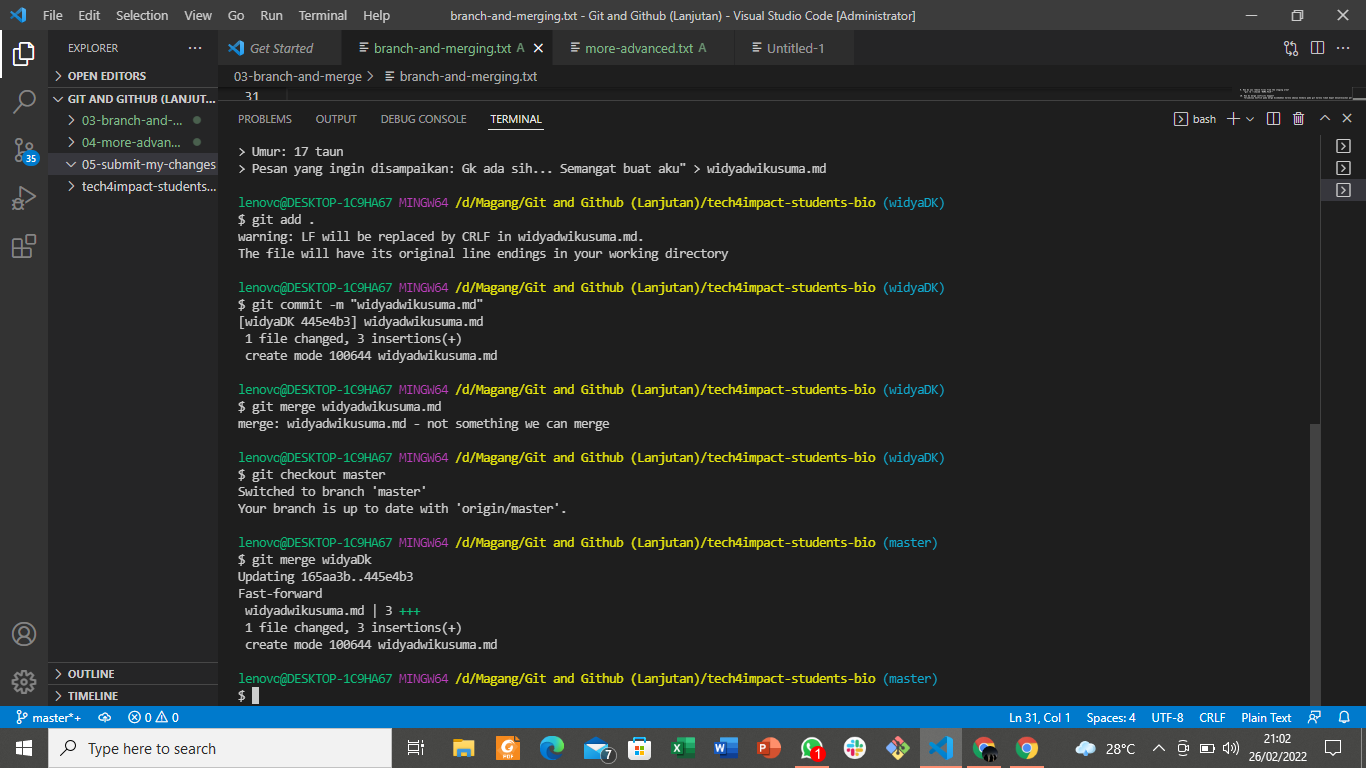 File Edit Selection View Go Run Terminal Help branch-and-merging.txt - Git and Github (Lanjutan) - Visual Studio Code [Administrator]
EXPLORER ...
Get Started branch-and-merging.txt A more-advanced.txt A Untitled-1
OPEN EDITORS
03-branch-and-merge > branch-and-merging.txt
GIT AND GITHUB (LANJUT...
31
03-branch-and-...
04-more-advan...
05-submit-my-changes
tech4impact-students...
35
PROBLEMS OUTPUT DEBUG CONSOLE TERMINAL bash
> Umur: 17 taun
> Pesan yang ingin disampaikan: Gk ada sih... Semangat buat aku" > widyadwikusuma.md
lenovo@DESKTOP-1C9HA67 MINGW64 /d/Magang/Git and Github (Lanjutan)/tech4impact-students-bio (widyaDK)
$ git add .
warning: LF will be replaced by CRLF in widyadwikusuma.md.
The file will have its original line endings in your working directory
lenovo@DESKTOP-1C9HA67 MINGW64 /d/Magang/Git and Github (Lanjutan)/tech4impact-students-bio (widyaDK)
$ git commit -m "widyadwikusuma.md"
[widyaDK 445e4b3] widyadwikusuma.md
1 file changed, 3 insertions(+)
create mode 100644 widyadwikusuma.md
lenovo@DESKTOP-1C9HA67 MINGW64 /d/Magang/Git and Github (Lanjutan)/tech4impact-students-bio (widyaDK)
$ git merge widyadwikusuma.md
merge: widyadwikusuma.md - not something we can merge
lenovo@DESKTOP-1C9HA67 MINGW64 /d/Magang/Git and Github (Lanjutan)/tech4impact-students-bio (widyaDK)
$ git checkout master
Switched to branch 'master'
Your branch is up to date with 'origin/master'.
lenovo@DESKTOP-1C9HA67 MINGW64 /d/Magang/Git and Github (Lanjutan)/tech4impact-students-bio (master)
$ git merge widyaDk
Updating 165aa3b..445e4b3
Fast-forward
widyadwikusuma.md | 3 +++
1 file changed, 3 insertions(+)
create mode 100644 widyadwikusuma.md
lenovo@DESKTOP-1C9HA67 MINGW64 /d/Magang/Git and Github (Lanjutan)/tech4impact-students-bio (master)
$
OUTLINE
TIMELINE
master*+ 0 0 Ln 31, Col 1 Spaces: 4 UTF-8 CRLF Plain Text
Type here to search 7 1 28°C 21:02
26/02/2022